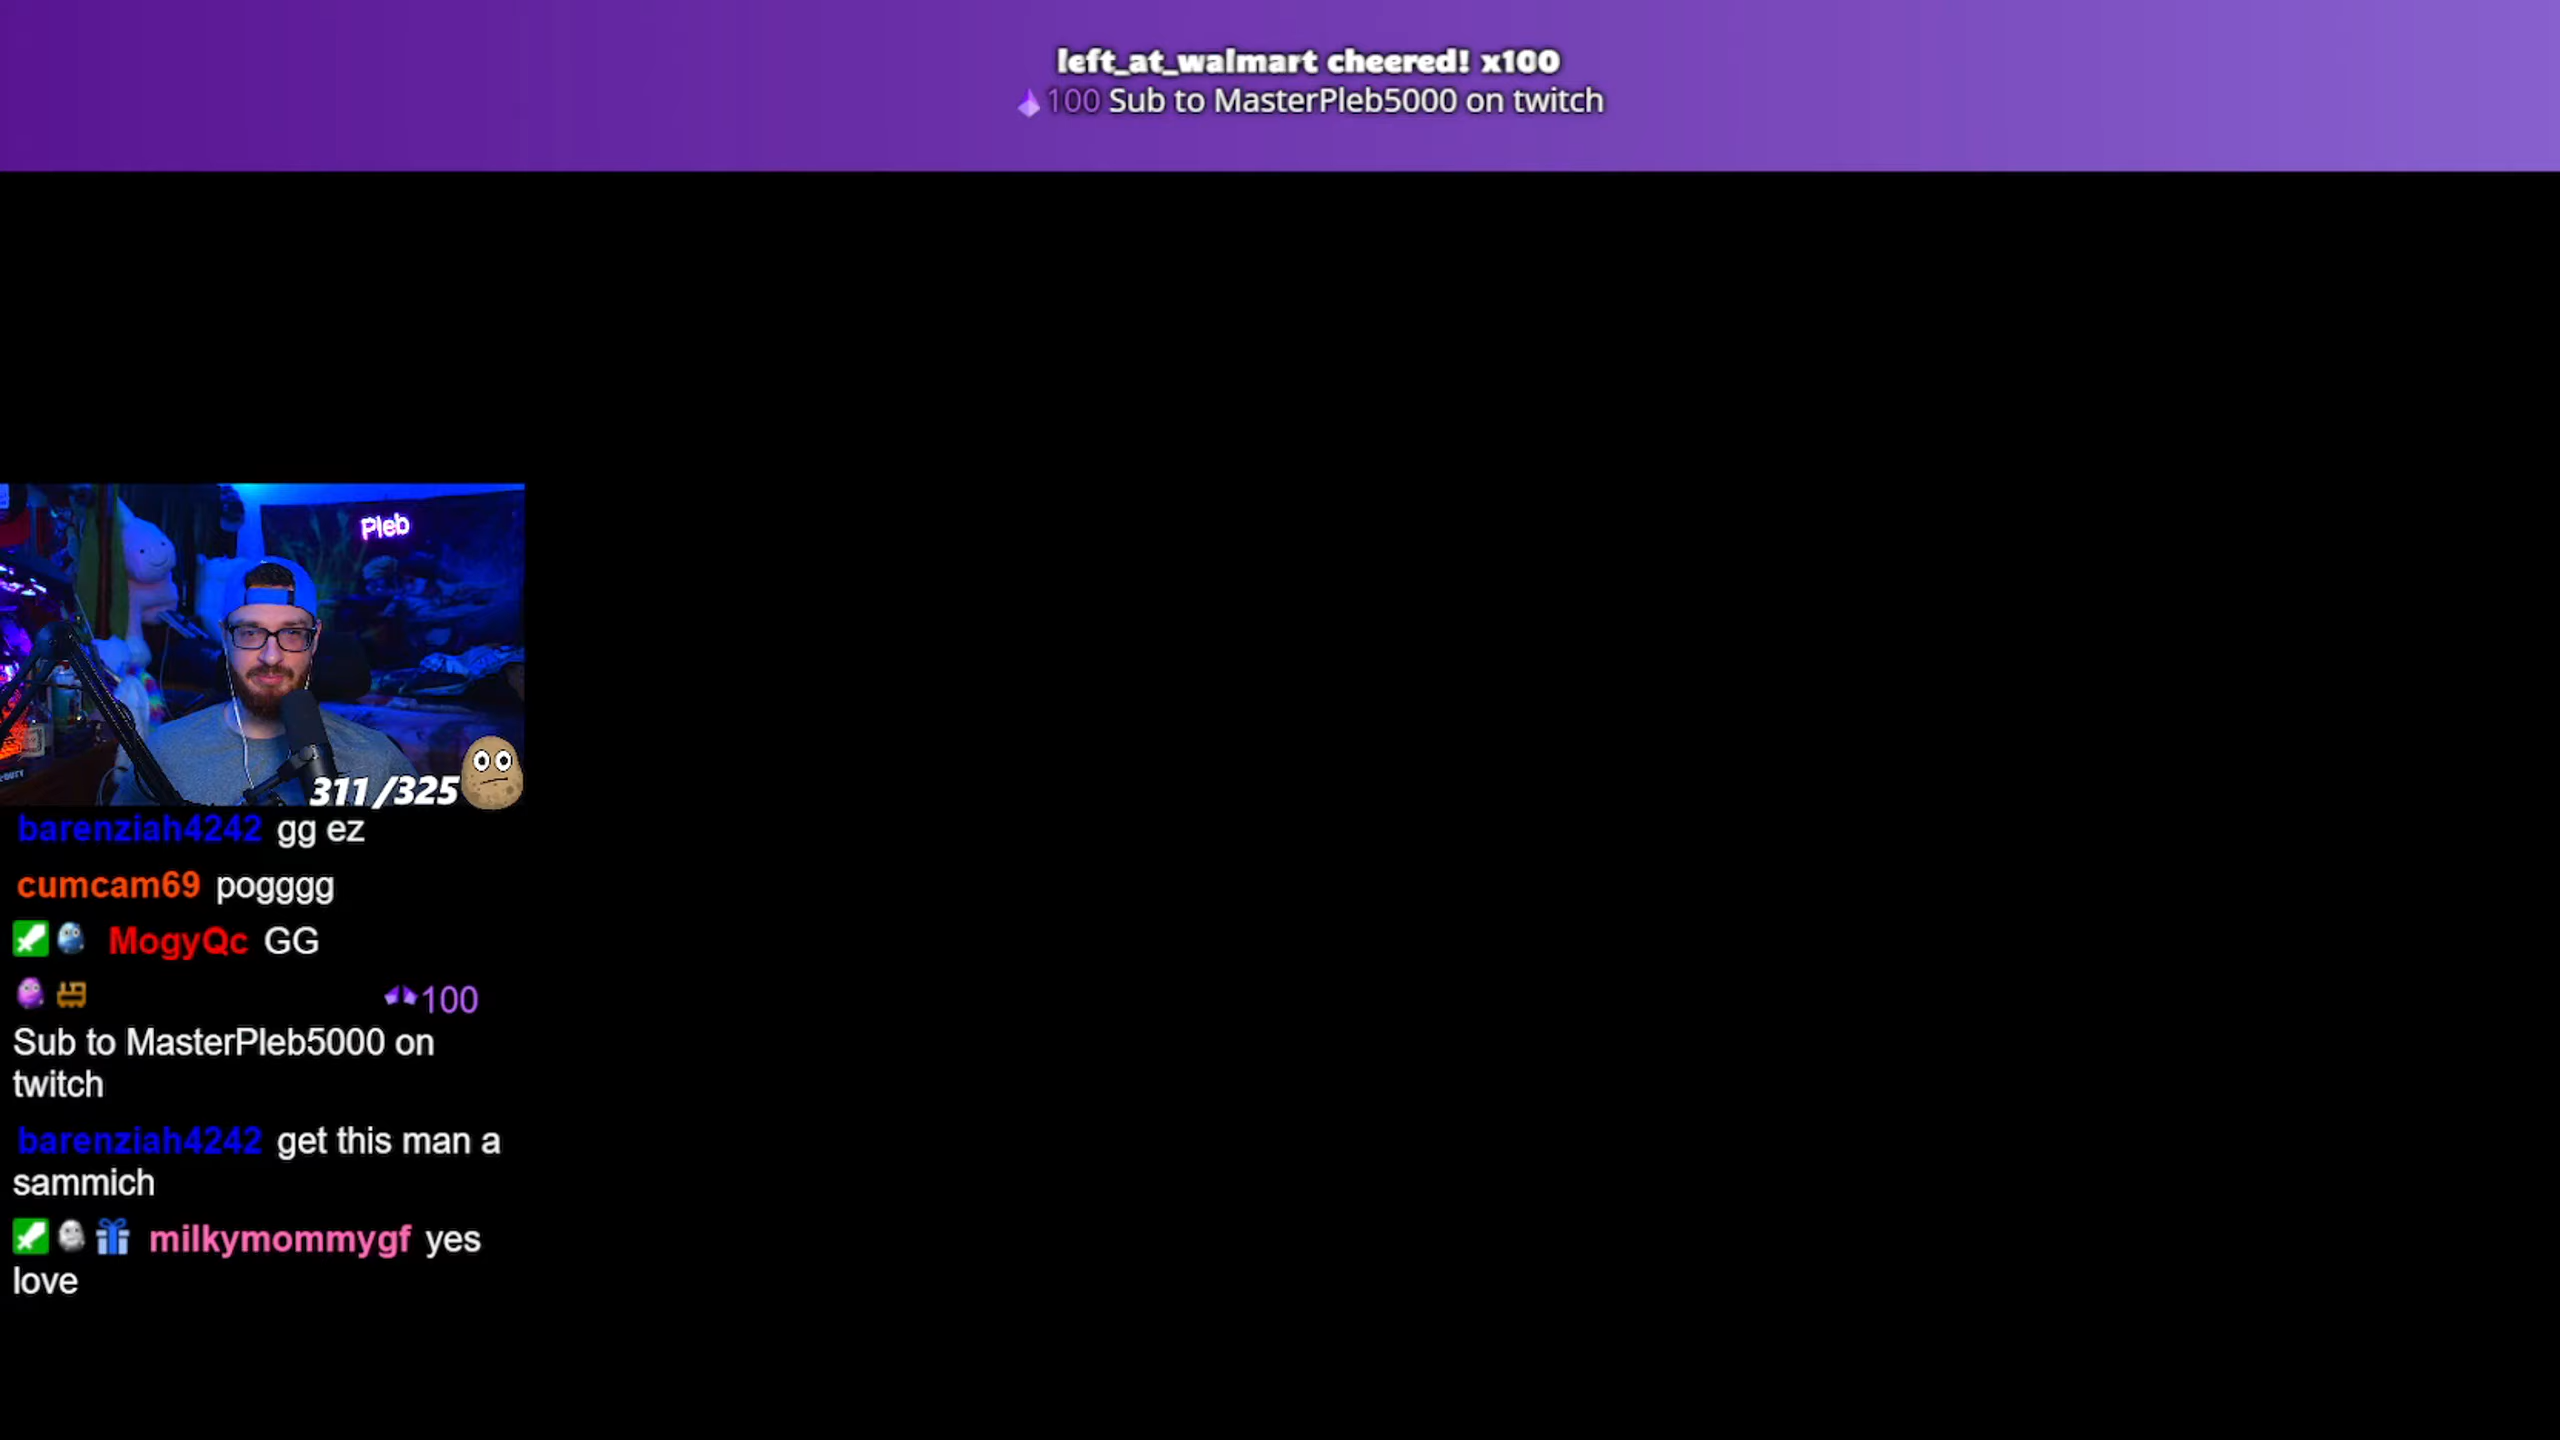 left_at_walmart cheered! x100
100 Sub to MasterPleb5000 on twitch
Pleb
311/325
barenziah4242 gg ez
cumcam69 pogggg
MogyQc GG
100
Sub to MasterPleb5000 on
twitch
barenziah4242 get this man a
sammich
milkymommygf yes
love